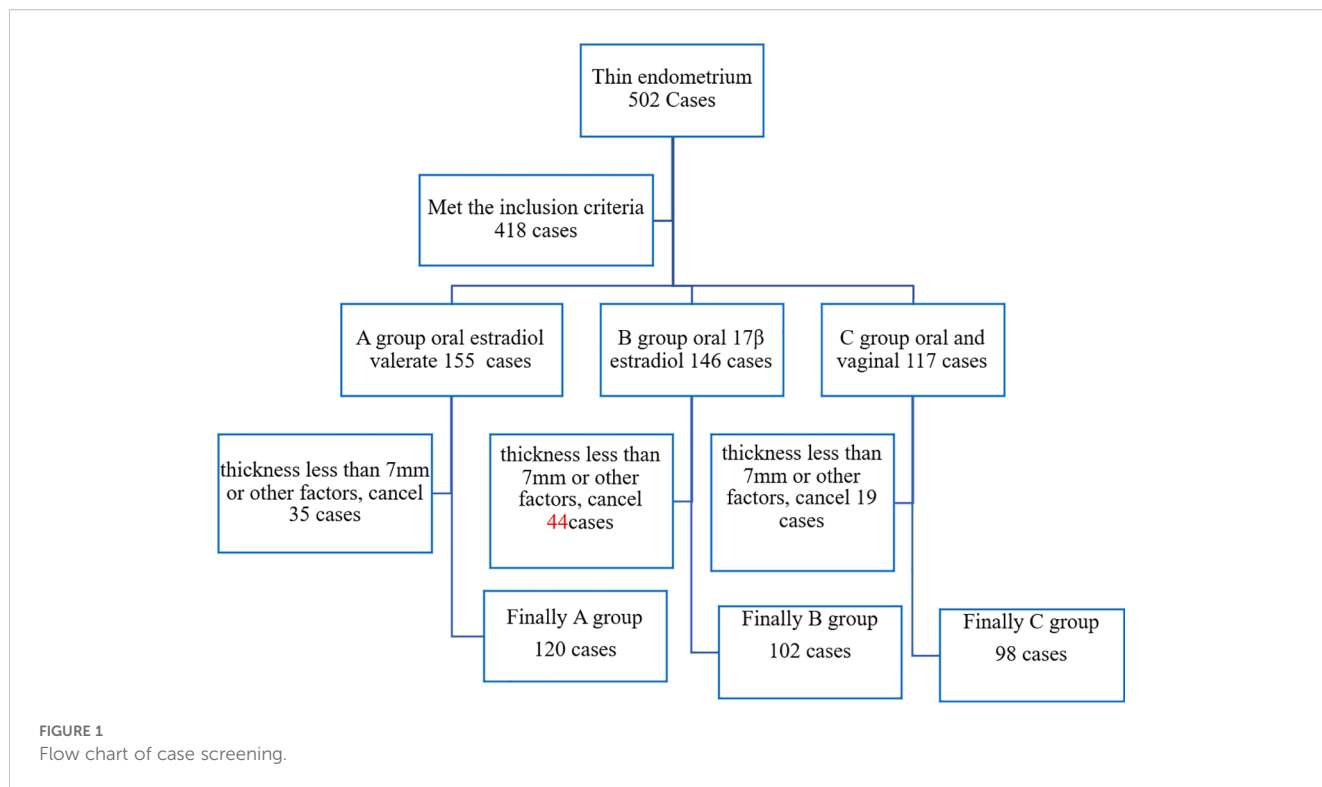 Thin endometrium
502 Cases
Met the inclusion criteria
418 cases
A group oral estradiol
valerate 155 cases
B group oral 17β
estradiol 146 cases
C group oral and
vaginal 117 cases
thickness less than 7mm
or other factors, cancel
35 cases
thickness less than
7mm or other
factors, cancel
44cases
thickness less than
7mm or other
factors, cancel 19
cases
Finally A group
120 cases
Finally B group
102 cases
Finally C group
98 cases
FIGURE 1
Flow chart of case screening.